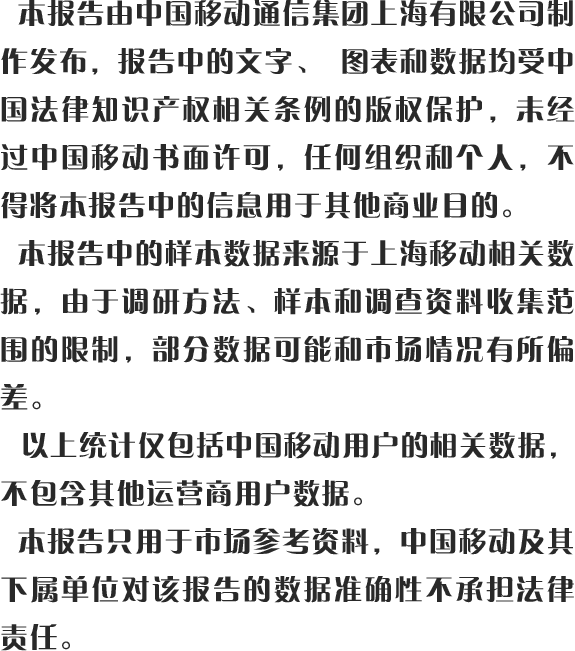 本报告由中国移动通信集团上海有限公司制
作发布，报告中的文字、 图表和数据均受中
国法律知识产权相关条例的版权保护，未经
过中国移动书面许可，任何组织和个人，不
得将本报告中的信息用于其他商业目的。
本报告中的样本数据来源于上海移动相关数
据，由于调研方法、样本和调查资料收集范
围的限制，部分数据可能和市场情况有所偏
差。
以上统计仅包括中国移动用户的相关数据，
不包含其他运营商用户数据。
本报告只用于市场参考资料，中国移动及其
下属单位对该报告的数据准确性不承担法律
责任。